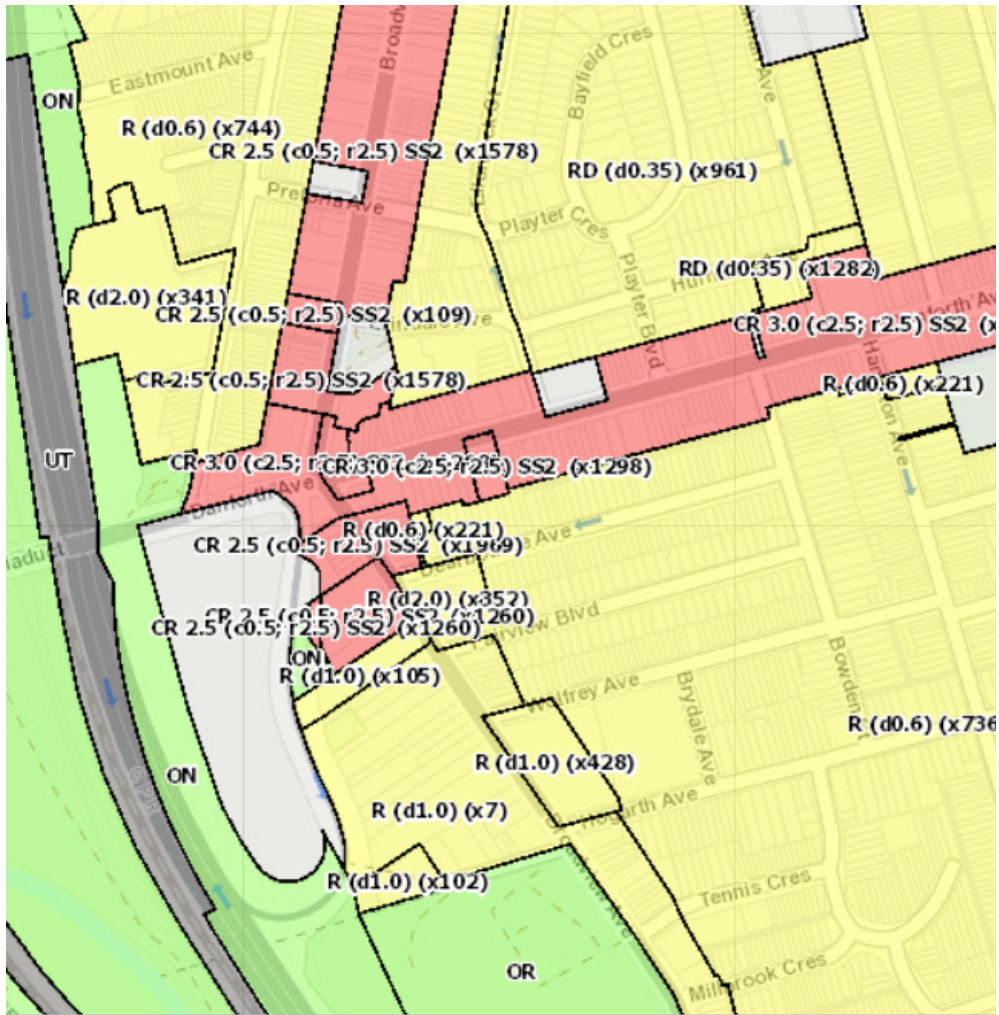 Broadv
Eastmount Ave
Bayfield Cres
ON
R (d0.6) (x744)
CR 2.5 (c0.5; r2.5) SS2 (x1578)
RD (d0.35) (x961)
Playter Cres
RD (d0.35) (x1282)
R (d2.0) (x341)
CR 2.5 (c0.5; r2.5) SS2 (x109)
Playter Blvd
CR 3.0 (c2.5; r2.5) SS2 (x
CR 2.5 (c0.5; r2.5) SS2 (x1578)
R (d0.6) (x221)
UT
CR 3.0 (c2.5; r2.5) SS2 (x1298)
Danforth Ave
R (d0.6) (x221)
CR 2.5 (c0.5; r2.5) SS2 (x1969)
R (d2.0) (x352)
CR 2.5 (c0.5; r2.5) SS2 (x1260)
CR 2.5 (c0.5; r2.5) SS2 (x1260)
Fairview Blvd
ON
R (d1.0) (x105)
Wolfrey Ave
Brydale Ave
R (d0.6) (x736
R (d1.0) (x428)
ON
R (d1.0) (x7)
Hogarth Ave
R (d1.0) (x102)
Tennis Cres
OR
Millbrook Cres